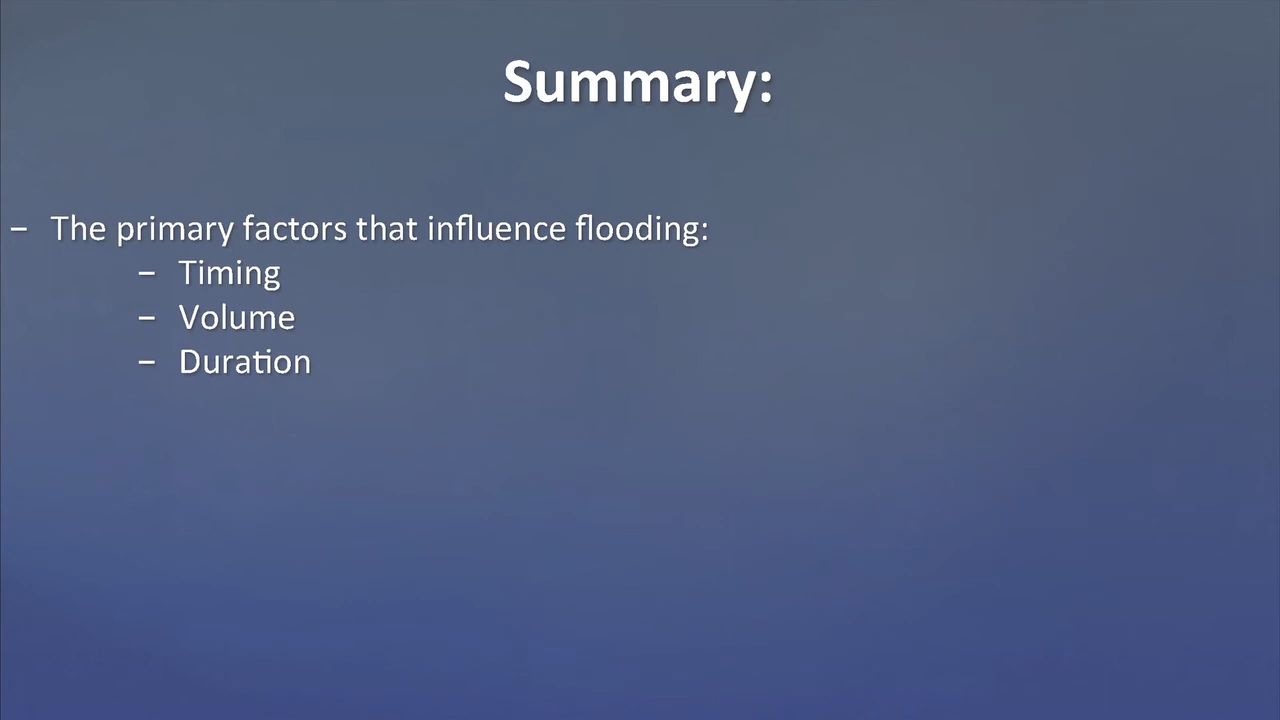 Summary:
– The primary factors that influence flooding:
– Timing
– Volume
– Duration